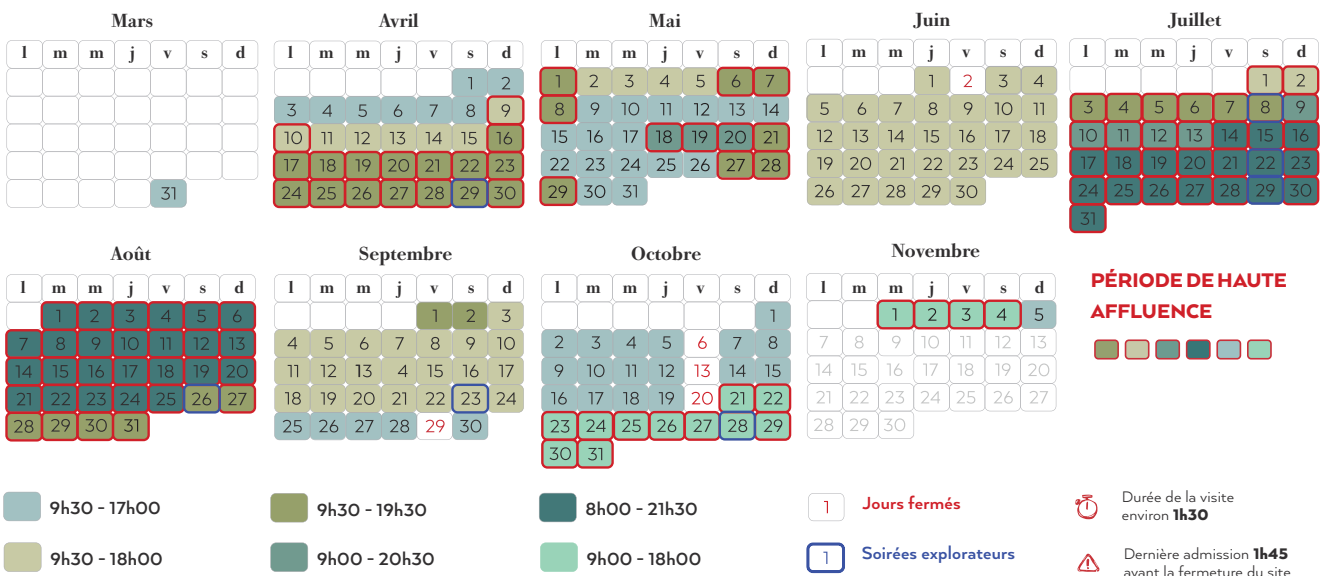 Mars
l m m j v s d
31
Avril
l m m j v s d
1 2
3 4 5 6 7 8 9
10 11 12 13 14 15 16
17 18 19 20 21 22 23
24 25 26 27 28 29 30
Mai
l m m j v s d
1 2 3 4 5 6 7
8 9 10 11 12 13 14
15 16 17 18 19 20 21
22 23 24 25 26 27 28
29 30 31
Juin
l m m j v s d
1 2 3 4
5 6 7 8 9 10 11
12 13 14 15 16 17 18
19 20 21 22 23 24 25
26 27 28 29 30
Juillet
l m m j v s d
1 2
3 4 5 6 7 8 9
10 11 12 13 14 15 16
17 18 19 20 21 22 23
24 25 26 27 28 29 30
31
Août
l m m j v s d
1 2 3 4 5 6
7 8 9 10 11 12 13
14 15 16 17 18 19 20
21 22 23 24 25 26 27
28 29 30 31
Septembre
l m m j v s d
1 2 3
4 5 6 7 8 9 10
11 12 13 4 15 16 17
18 19 20 21 22 23 24
25 26 27 28 29 30
Octobre
l m m j v s d
1
2 3 4 5 6 7 8
9 10 11 12 13 14 15
16 17 18 19 20 21 22
23 24 25 26 27 28 29
30 31
Novembre
l m m j v s d
1 2 3 4 5
7 8 9 10 11 12 13
14 15 16 17 18 19 20
21 22 23 24 25 26 27
28 29 30
PÉRIODE DE HAUTE
AFFLUENCE
9h30 - 17h00
9h30 - 18h00
9h30 - 19h30
9h00 - 20h30
8h00 - 21h30
9h00 - 18h00
1 Jours fermés
1 Soirées explorateurs
Durée de la visite
environ 1h30
Dernière admission 1h45
avant la fermeture du site